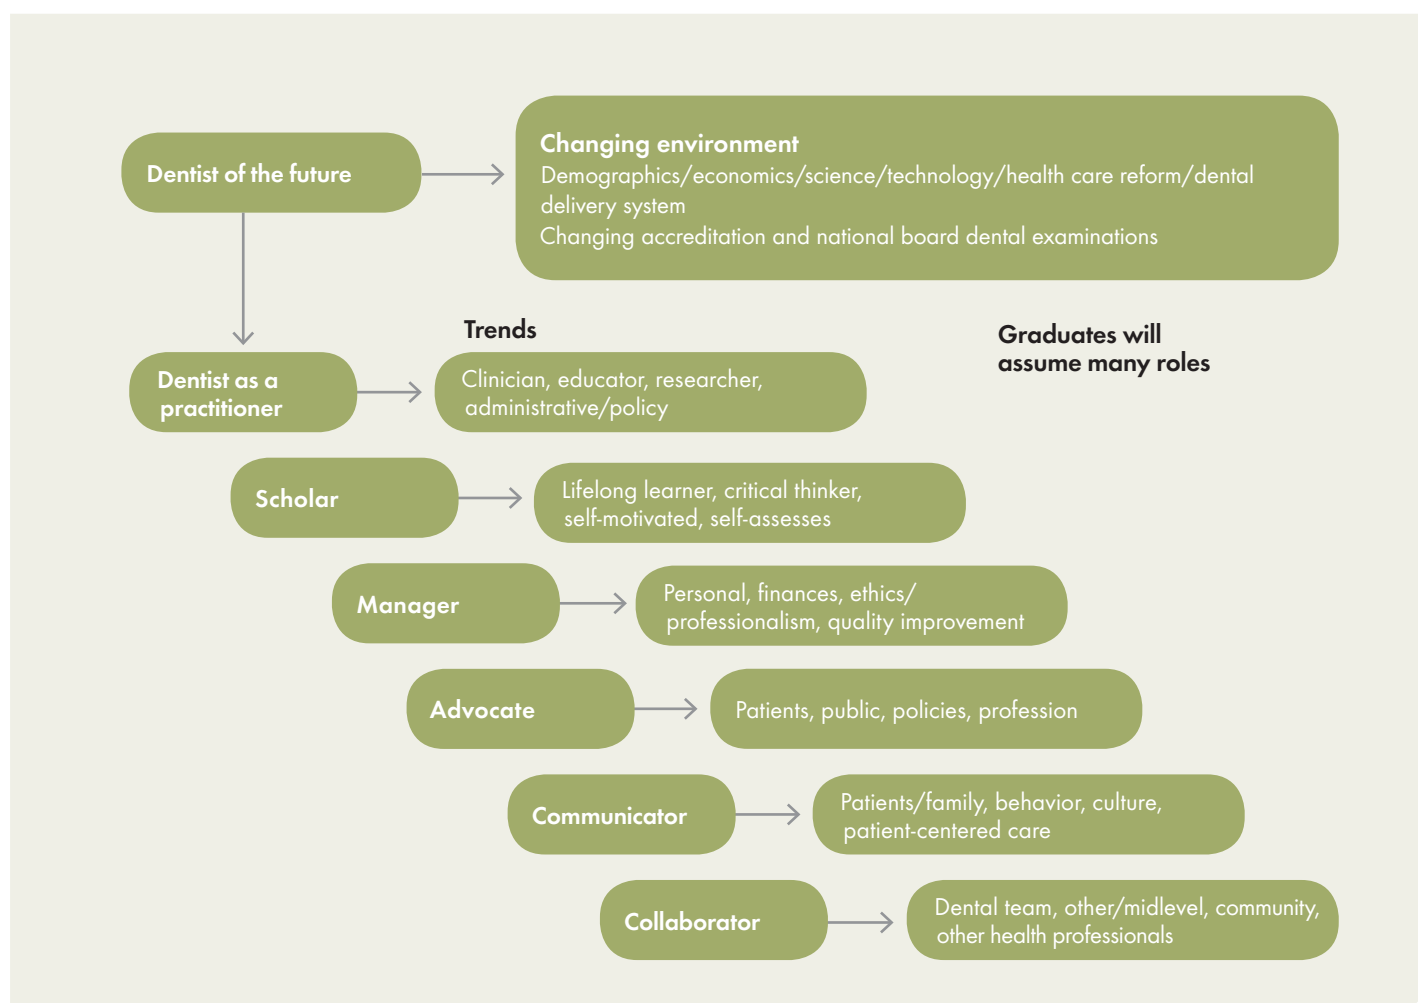 Dentist of the future
Changing environment
Demographics/economics/science/technology/health care reform/dental
delivery system
Changing accreditation and national board dental examinations
Trends
Graduates will
assume many roles
Dentist as a
practitioner
Clinician, educator, researcher,
administrative/policy
Scholar
Lifelong learner, critical thinker,
self-motivated, self-assesses
Manager
Personal, finances, ethics/
professionalism, quality improvement
Advocate
Patients, public, policies, profession
Communicator
Patients/family, behavior, culture,
patient-centered care
Collaborator
Dental team, other/midlevel, community,
other health professionals